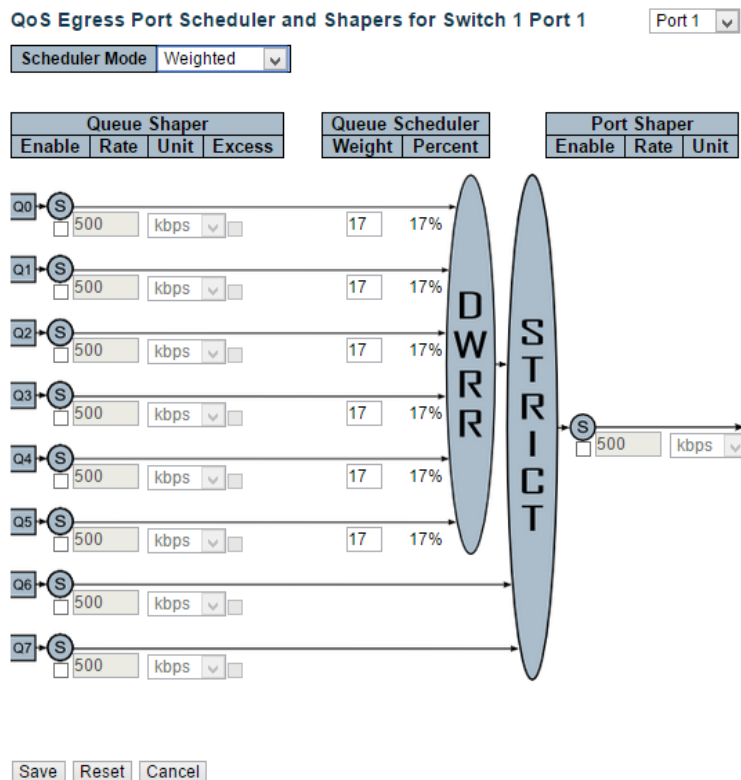 QoS Egress Port Scheduler and Shapers for Switch 1 Port 1 Port 1
Scheduler Mode Weighted
Queue Shaper Queue Scheduler Port Shaper
Enable Rate Unit Excess Weight Percent Enable Rate Unit
Q0 S
500 kbps 17 17%
Q1 S
500 kbps 17 17%
Q2 S
500 kbps 17 17%
Q3 S
500 kbps 17 17%
Q4 S
500 kbps 17 17%
Q5 S
500 kbps 17 17%
Q6 S
500 kbps
Q7 S
500 kbps
DWRR
STRICT
S
500 kbps
Save Reset Cancel